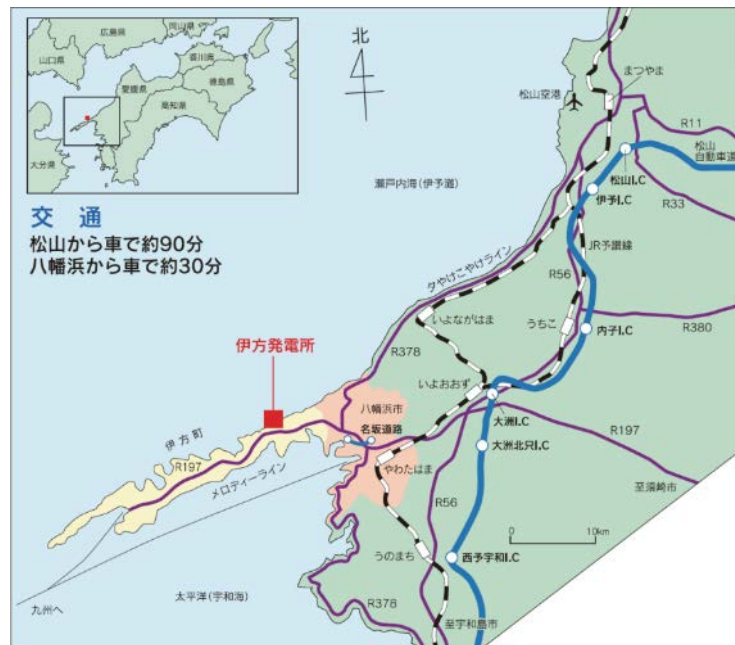 広島県
岡山県
山口県
香川県
愛媛県
徳島県
高知県
大分県
北
まつやま
松山空港
R11
松山
自動車道
松山I.C
伊予I.C
R33
瀬戸内海(伊予灘)
交 通
松山から車で約90分
八幡浜から車で約30分
夕やけこやけライン
JR予讃線
R56
いよながはま
うちこ
内子I.C
R380
R378
伊方発電所
いよおおず
八幡浜市
大洲I.C
名坂道路
伊方町
R197
大洲北只I.C
R197
メロディーライン
やわたはま
R56
至須崎市
0
10km
うのまち
西予宇和I.C
九州へ
太平洋(宇和海)
R378
至宇和島市